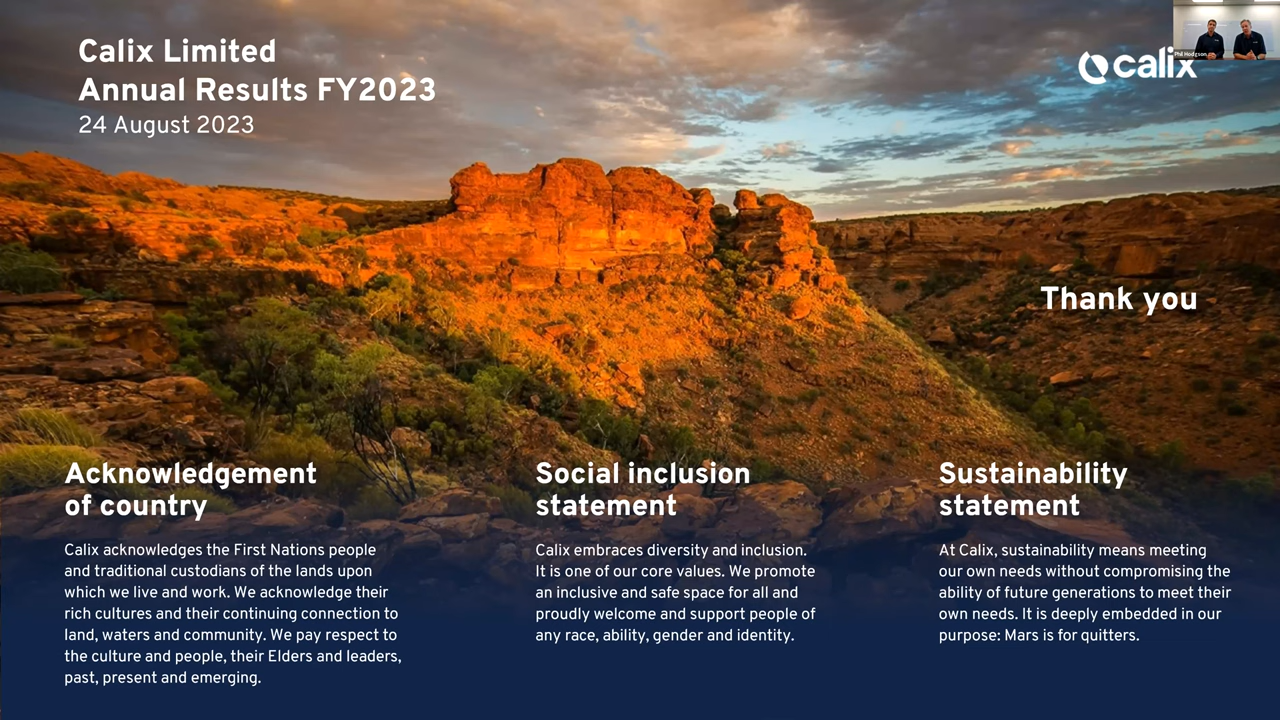 Calix Limited
Annual Results FY2023
24 August 2023
Phil Hodgson
calix
Thank you
Acknowledgement
of country
Calix acknowledges the First Nations people
and traditional custodians of the lands upon
which we live and work. We acknowledge their
rich cultures and their continuing connection to
land, waters and community. We pay respect to
the culture and people, their Elders and leaders,
past, present and emerging.
Social inclusion
statement
Calix embraces diversity and inclusion.
It is one of our core values. We promote
an inclusive and safe space for all and
proudly welcome and support people of
any race, ability, gender and identity.
Sustainability
statement
At Calix, sustainability means meeting
our own needs without compromising the
ability of future generations to meet their
own needs. It is deeply embedded in our
purpose: Mars is for quitters.